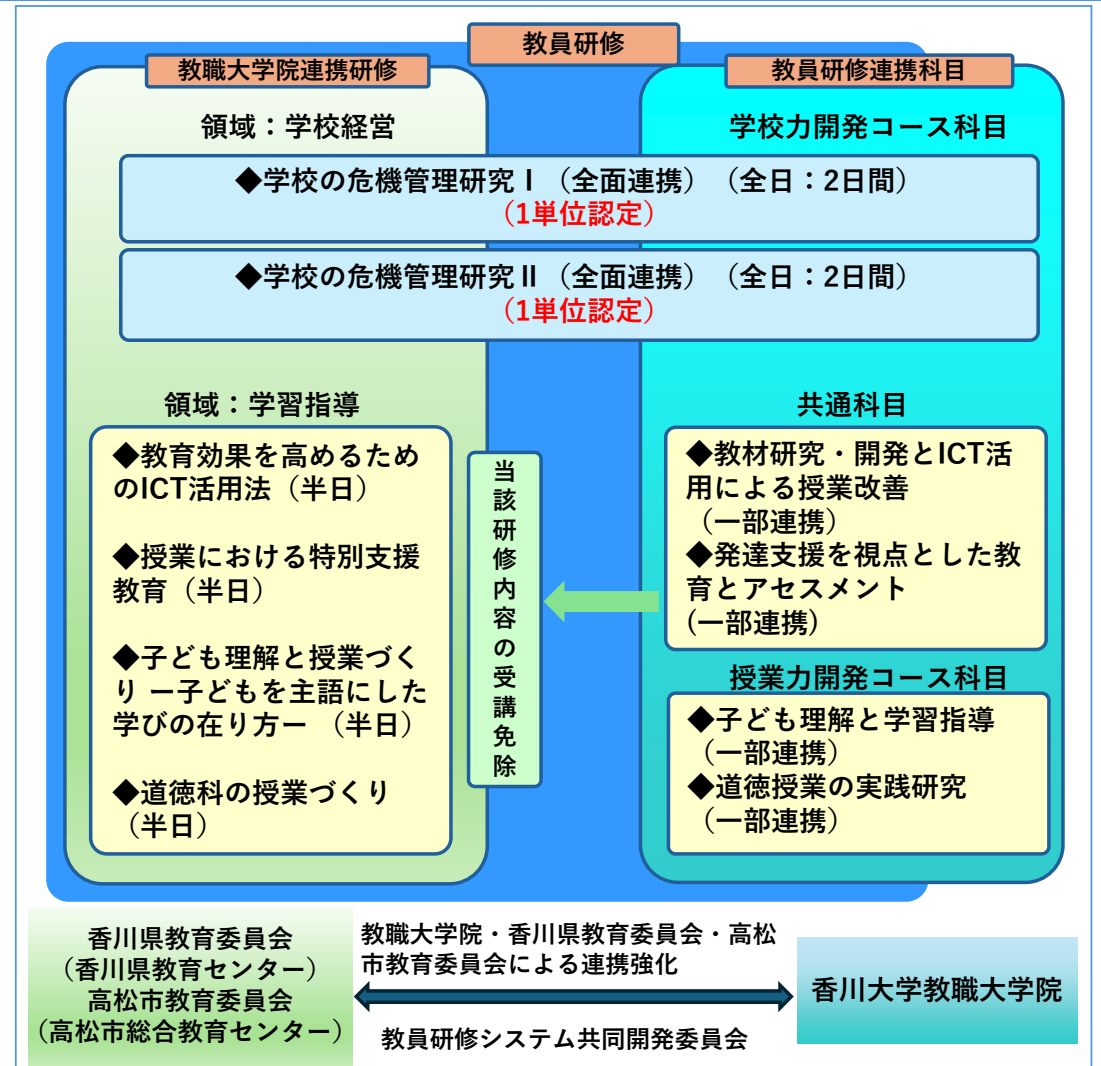 教員研修
教職大学院連携研修
教員研修連携科目
領域：学校経営
学校力開発コース科目
◆学校の危機管理研究Ⅰ（全面連携）（全日：2日間）
（1単位認定）
◆学校の危機管理研究Ⅱ（全面連携）（全日：2日間）
（1単位認定）
領域：学習指導
◆教育効果を高めるため
のICT活用法（半日）
◆授業における特別支援
教育（半日）
◆子ども理解と授業づく
り ー子どもを主語にした
学びの在り方ー （半日）
◆道徳科の授業づくり
（半日）
当該研修内容の受講免除
共通科目
◆教材研究・開発とICT活
用による授業改善
（一部連携）
◆発達支援を視点とした教
育とアセスメント
(一部連携）
授業力開発コース科目
◆子ども理解と学習指導
（一部連携）
◆道徳授業の実践研究
（一部連携）
香川県教育委員会
（香川県教育センター）
高松市教育委員会
（高松市総合教育センター）
教職大学院・香川県教育委員会・高松
市教育委員会による連携強化
教員研修システム共同開発委員会
香川大学教職大学院